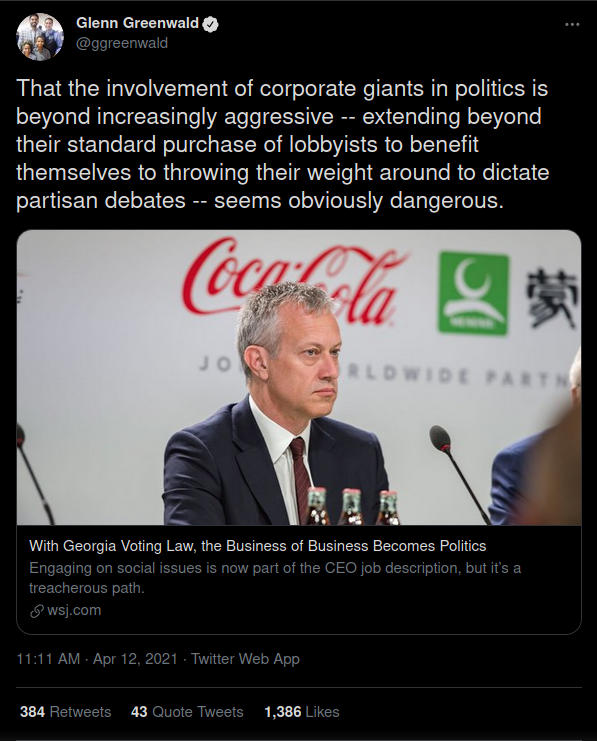 Glenn Greenwald
@ggreenwald
That the involvement of corporate giants in politics is
beyond increasingly aggressive -- extending beyond
their standard purchase of lobbyists to benefit
themselves to throwing their weight around to dictate
partisan debates -- seems obviously dangerous.
Coca-Cola
蒙
JO RLDWIDE PARTN
With Georgia Voting Law, the Business of Business Becomes Politics
Engaging on social issues is now part of the CEO job description, but it's a
treacherous path.
wsj.com
11:11 AM · Apr 12, 2021 · Twitter Web App
384 Retweets 43 Quote Tweets 1,386 Likes